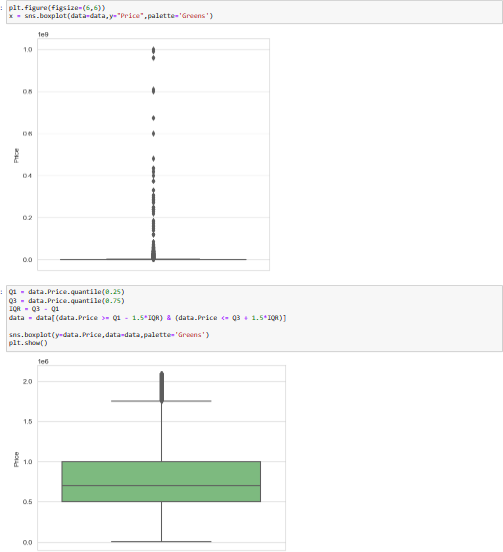 plt.figure(figsize=(6,6))
x = sns.boxplot(data=data,y="Price",palette='Greens')
1e9
1.0
0.8
0.6
Price
0.4
0.2
0.0
Q1 = data.Price.quantile(0.25)
Q3 = data.Price.quantile(0.75)
IQR = Q3 - Q1
data = data[(data.Price >= Q1 - 1.5*IQR) & (data.Price <= Q3 + 1.5*IQR)]
sns.boxplot(y=data.Price,data=data,palette='Greens')
plt.show()
1e6
2.0
1.5
Price
1.0
0.5
0.0